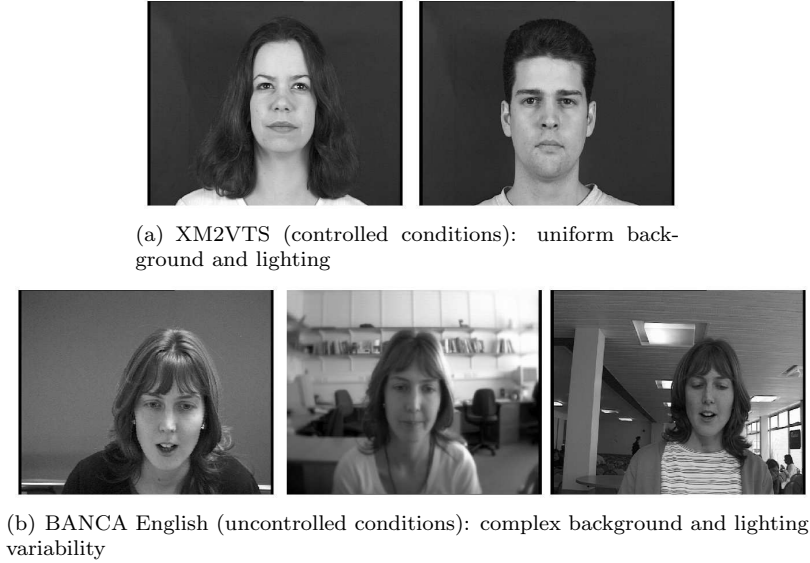 (a) XM2VTS (controlled conditions): uniform back-
ground and lighting
(b) BANCA English (uncontrolled conditions): complex background and lighting
variability